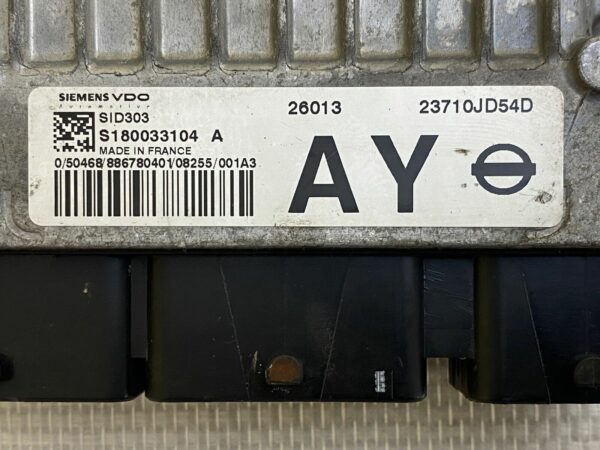 SIEMENS VDO
Automotive
SID303
S180033104 A
MADE IN FRANCE
0/50468/886780401/08255/001A3
26013
23710JD54D
AY